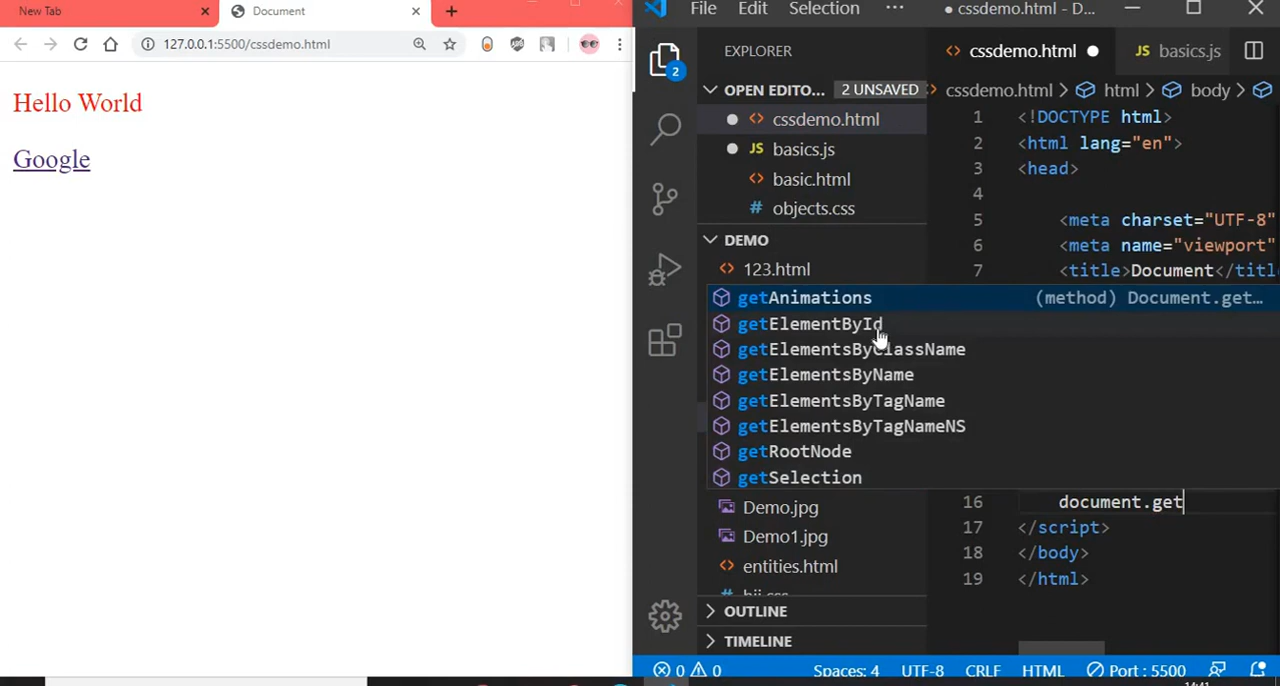 New Tab
Document
127.0.0.1:5500/cssdemo.html
Hello World
Google
File Edit Selection ··· ● cssdemo.html - D...
EXPLORER
OPEN EDITO... 2 UNSAVED
cssdemo.html
JS basics.js
basic.html
# objects.css
DEMO
123.html
Demo.jpg
Demo1.jpg
entities.html
OUTLINE
TIMELINE
2
cssdemo.html ●
JS basics.js
cssdemo.html > html > body >
1 <!DOCTYPE html>
2 <html lang="en">
3 <head>
4
5 <meta charset="UTF-8"
6 <meta name="viewport"
7 <title>Document</titl
getAnimations (method) Document.get…
getElementById
getElementsByClassName
getElementsByName
getElementsByTagName
getElementsByTagNameNS
getRootNode
getSelection
16 document.get
17 </script>
18 </body>
19 </html>
0 0 Spaces: 4 UTF-8 CRLF HTML Port : 5500